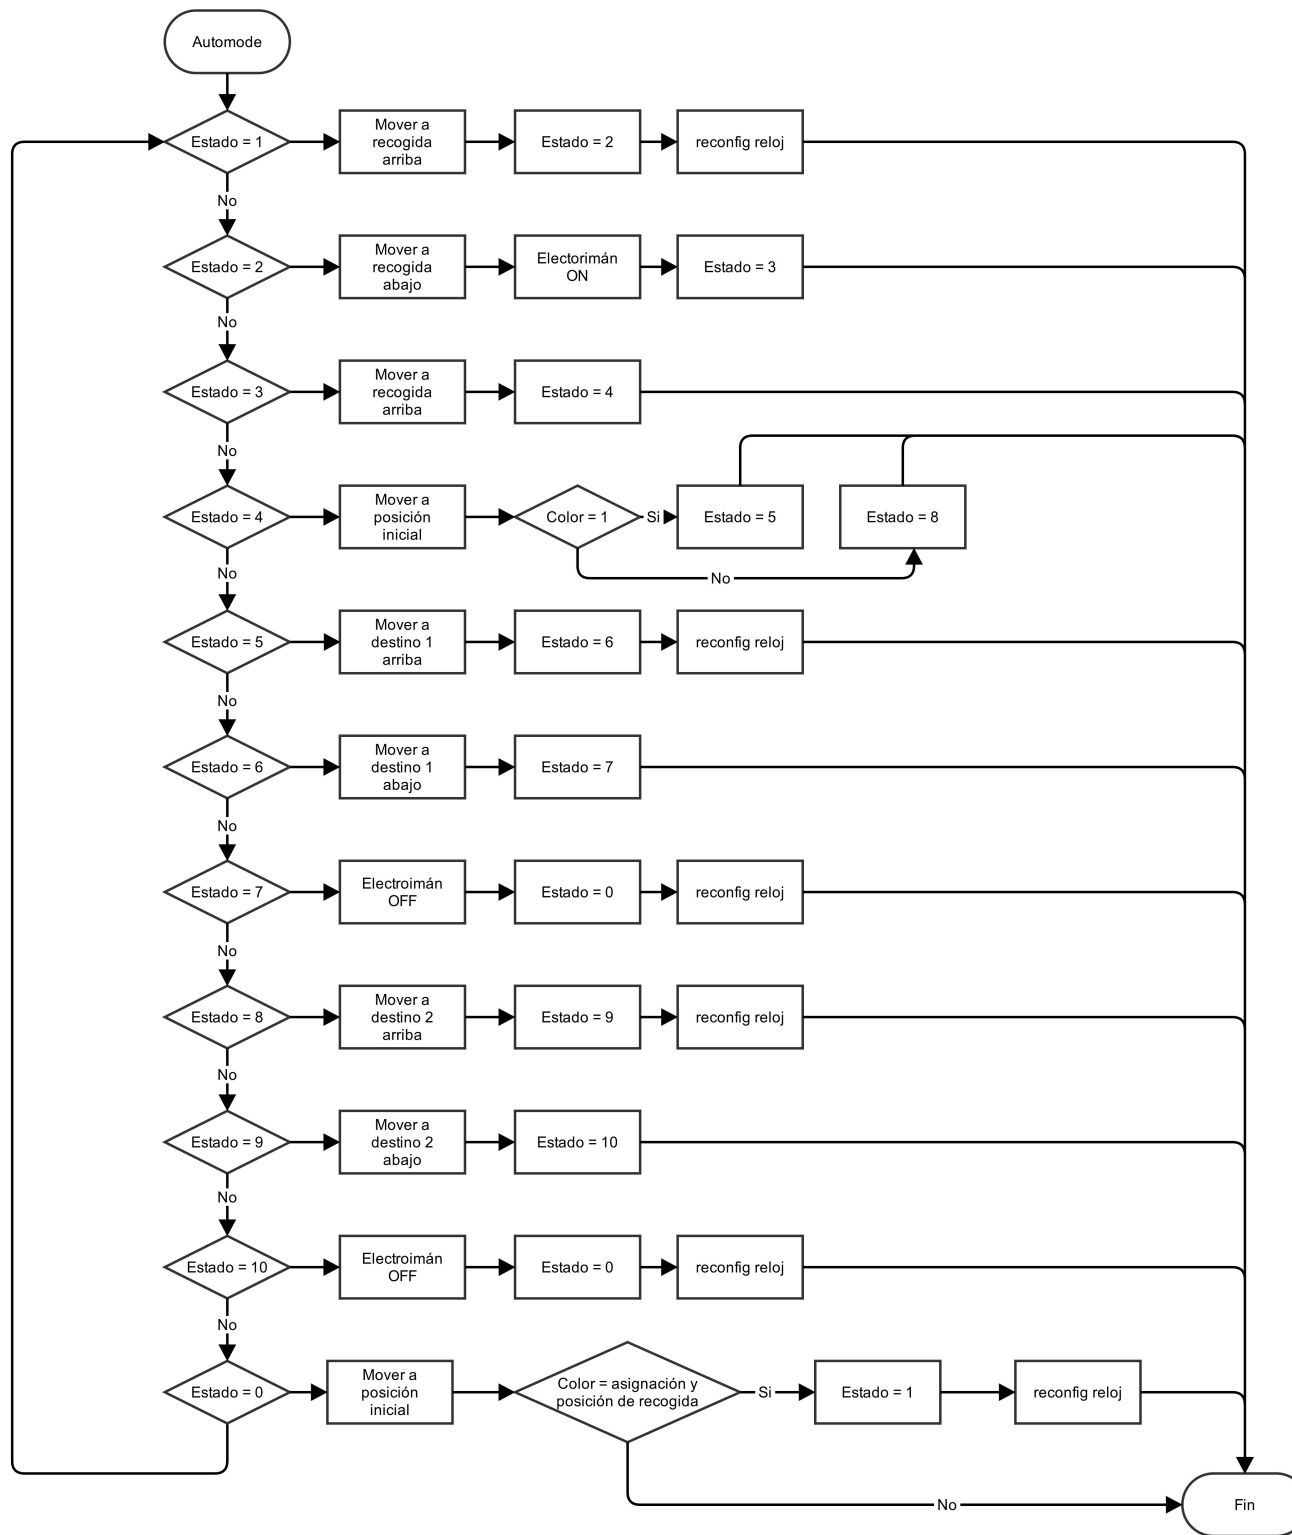 Automode
Estado = 1
Mover a
recogida
arriba
Estado = 2
reconfig reloj
No
Estado = 2
Mover a
recogida
abajo
Electorimán
ON
Estado = 3
No
Estado = 3
Mover a
recogida
arriba
Estado = 4
No
Estado = 4
Mover a
posición
inicial
Color = 1
Si
Estado = 5
Estado = 8
No
No
Estado = 5
Mover a
destino 1
arriba
Estado = 6
reconfig reloj
No
Estado = 6
Mover a
destino 1
abajo
Estado = 7
No
Estado = 7
Electroimán
OFF
Estado = 0
reconfig reloj
No
Estado = 8
Mover a
destino 2
arriba
Estado = 9
reconfig reloj
No
Estado = 9
Mover a
destino 2
abajo
Estado = 10
No
Estado = 10
Electroimán
OFF
Estado = 0
reconfig reloj
No
Estado = 0
Mover a
posición
inicial
Color = asignación y
posición de recogida
Si
Estado = 1
reconfig reloj
No
Fin